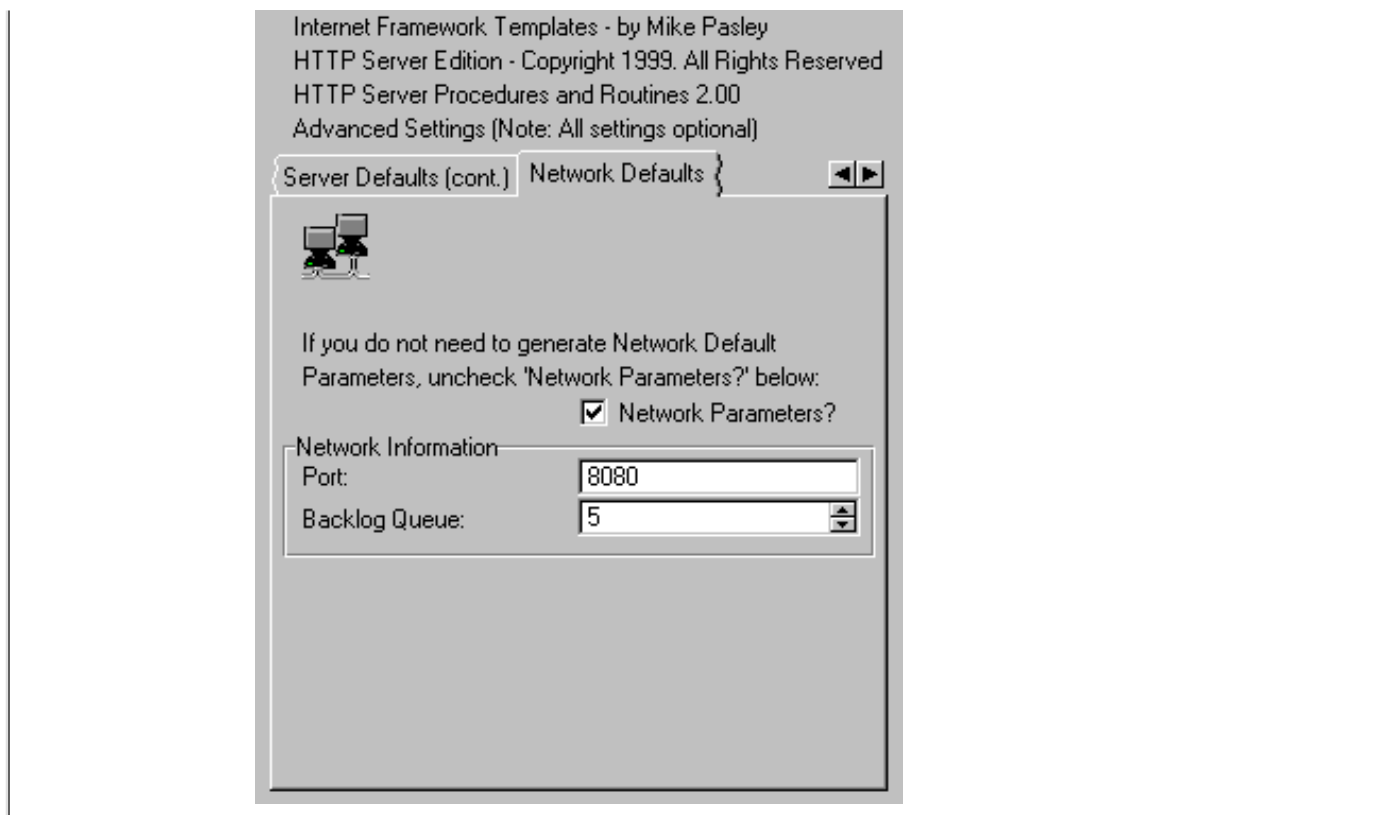 Internet Framework Templates - by Mike Pasley
HTTP Server Edition - Copyright 1999. All Rights Reserved
HTTP Server Procedures and Routines 2.00
Advanced Settings (Note: All settings optional)
Server Defaults (cont.) Network Defaults
If you do not need to generate Network Default
Parameters, uncheck 'Network Parameters?' below:
Network Parameters?
Network Information
Port: 8080
Backlog Queue: 5